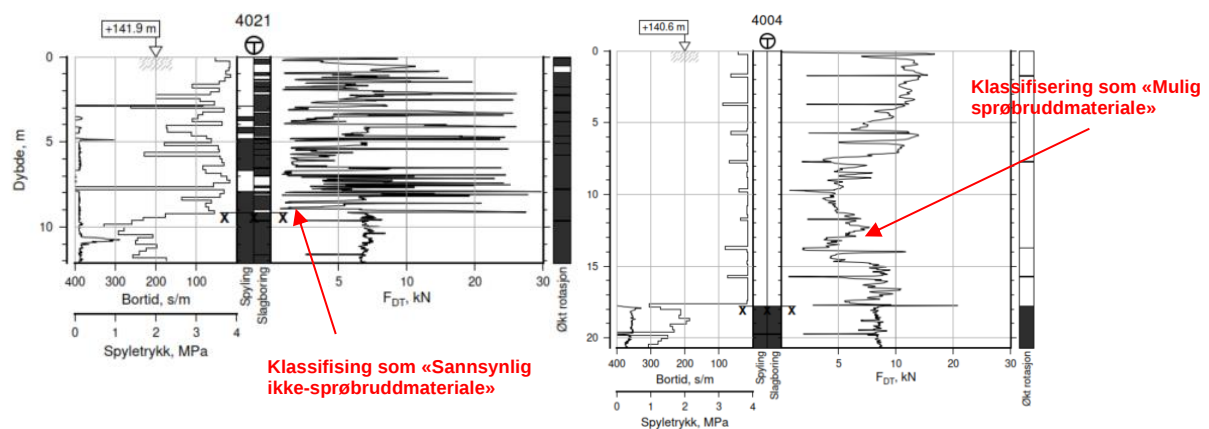 4021
+141.9 m
0
5
10
Dybde, m
X X X
400 300 200 100
Bortid, s/m
0 1 2 3 4
Spyletrykk, MPa
Spyling
Slagboring
5 10 20 30
FDT, kN
Økt rotasjon
Klassifising som «Sannsynlig
ikke-sprøbruddmateriale»
4004
+140.6 m
0
5
10
15
20
X X X
400 300 200 100
Bortid, s/m
0 1 2 3 4
Spyletrykk, MPa
Spyling
Slagboring
5 10 20 30
FDT, kN
Økt rotasjon
Klassifisering som «Mulig
sprøbruddmateriale»